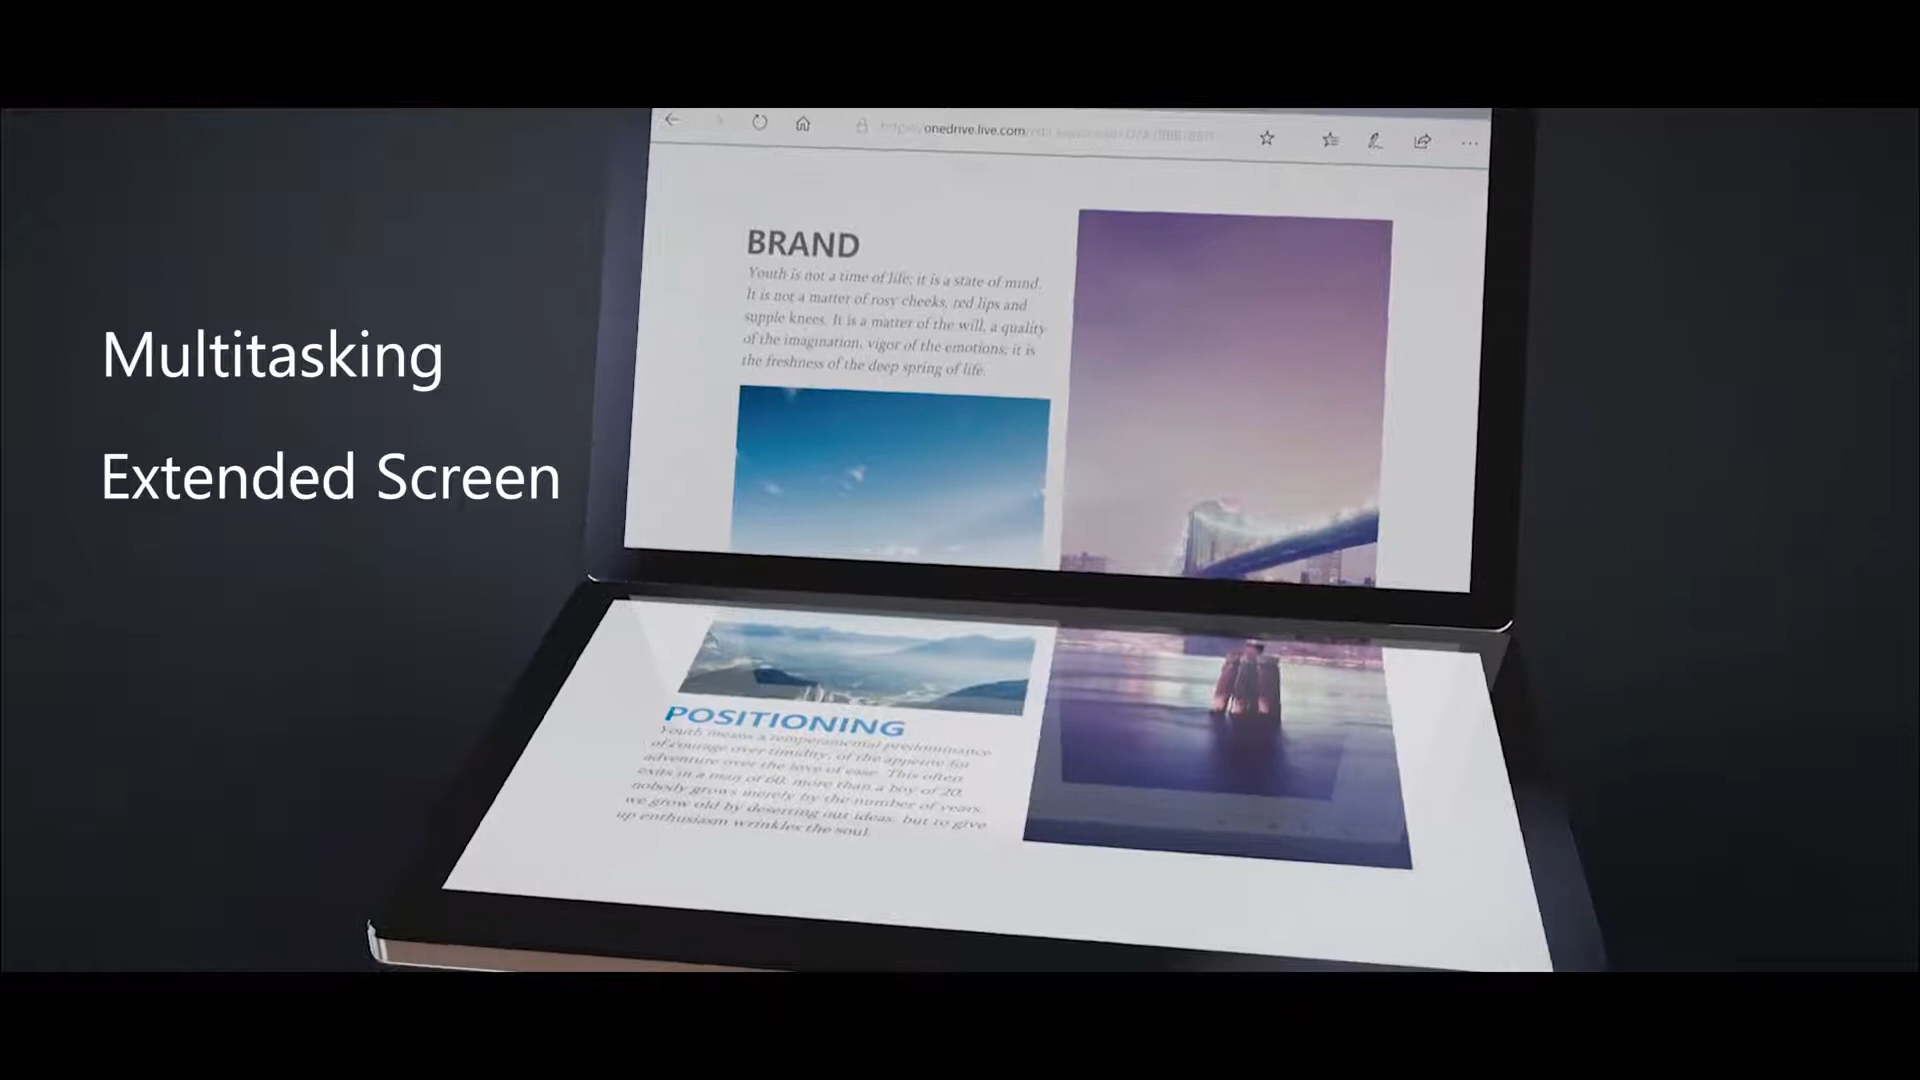 Multitasking
Extended Screen
onedrive.live.com
BRAND
Youth is not a time of life; it is a state of mind.
It is not a matter of rosy cheeks, red lips and
supple knees. It is a matter of the will, a quality
of the imagination, vigor of the emotions; it is
the freshness of the deep spring of life.
POSITIONING
Youth means a temperamental predominance
of courage over timidity, of the appetite for
adventure over the love of ease. This often
exits in a man of 60, more than a boy of 20.
nobody grows merely by the number of years;
we grow old by deserting out ideas. but to give
up enthusiasm wrinkles the soul.